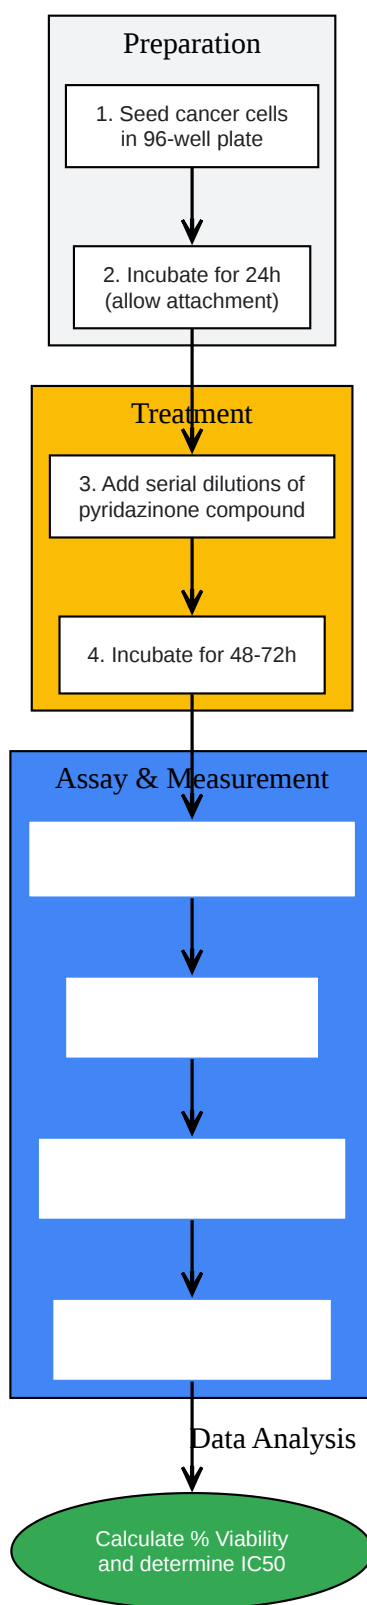 Preparation
1. Seed cancer cells
in 96-well plate
2. Incubate for 24h
(allow attachment)
Treatment
3. Add serial dilutions of
pyridazinone compound
4. Incubate for 48-72h
Assay & Measurement
Data Analysis
Calculate % Viability
and determine IC50